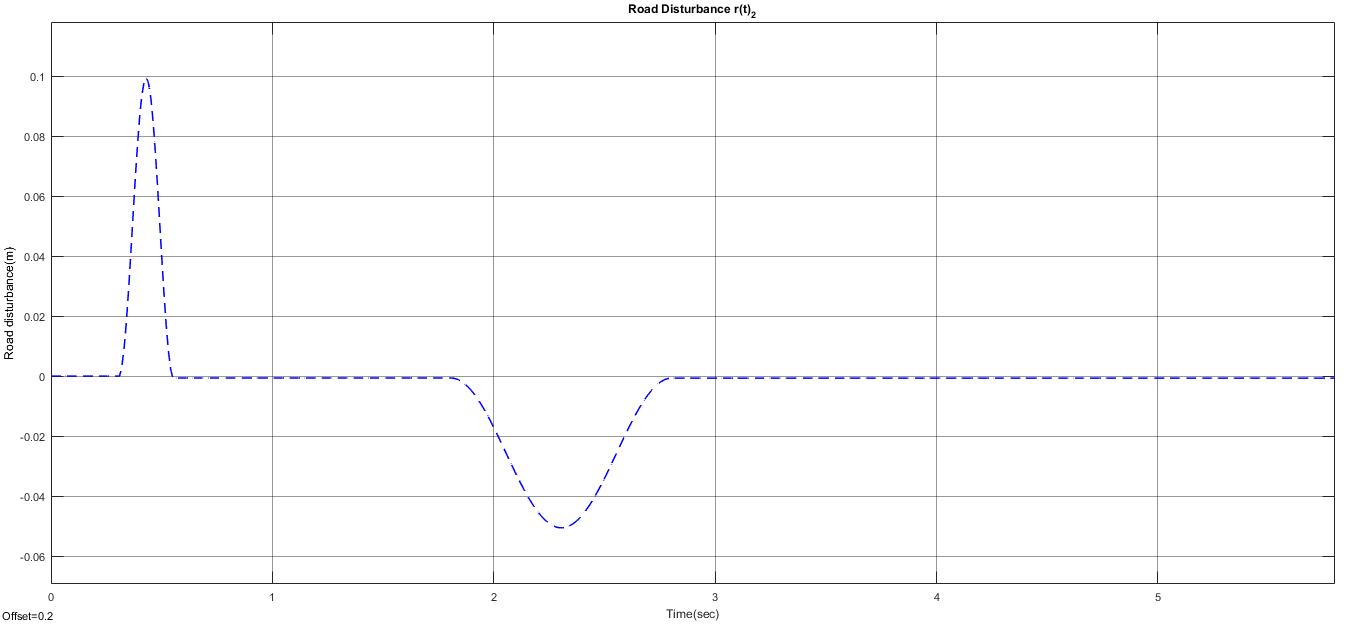 Road Disturbance r(t)2
Road disturbance(m)
0.1
0.08
0.06
0.04
0.02
0
-0.02
-0.04
-0.06
0 1 2 3 4 5
Time(sec)
Offset=0.2